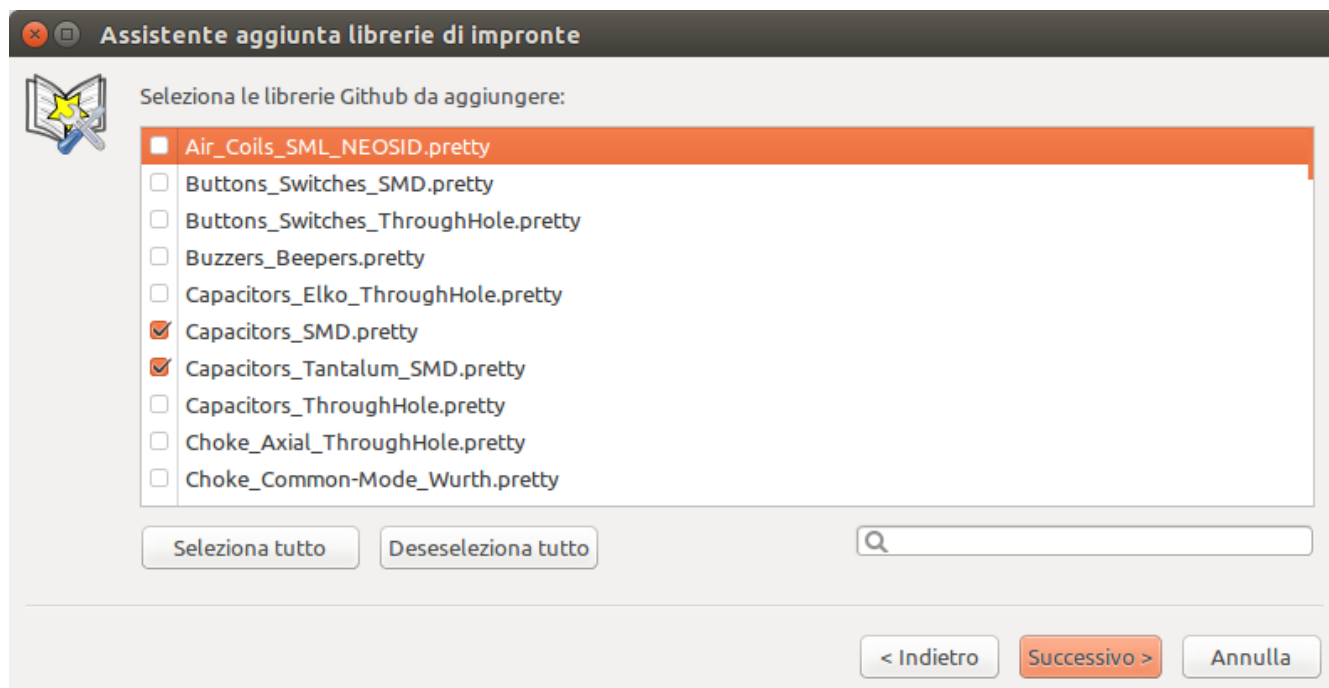 Assistente aggiunta librerie di impronte
Seleziona le librerie Github da aggiungere:
Air_Coils_SML_NEOSID.pretty
Buttons_Switches_SMD.pretty
Buttons_Switches_ThroughHole.pretty
Buzzers_Beepers.pretty
Capacitors_Elko_ThroughHole.pretty
Capacitors_SMD.pretty
Capacitors_Tantalum_SMD.pretty
Capacitors_ThroughHole.pretty
Choke_Axial_ThroughHole.pretty
Choke_Common-Mode_Wurth.pretty
Seleziona tutto Deseseleziona tutto
< Indietro Successivo > Annulla